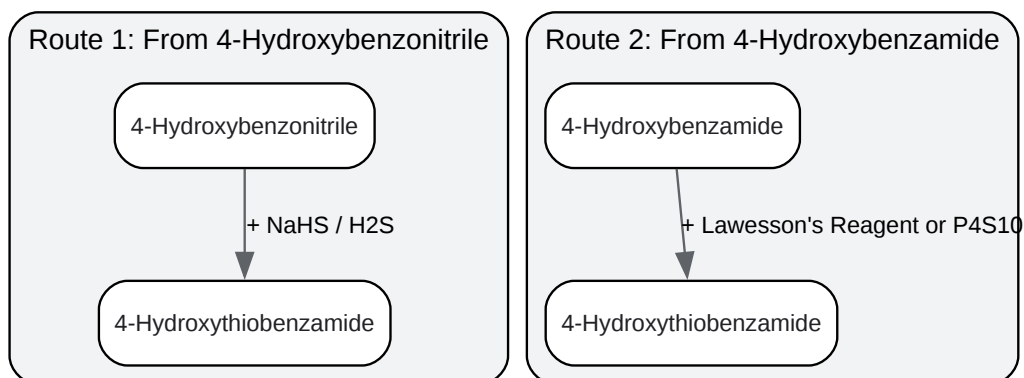 Route 1: From 4-Hydroxybenzonitrile
4-Hydroxybenzonitrile
+ NaHS / H2S
4-Hydroxythiobenzamide
Route 2: From 4-Hydroxybenzamide
4-Hydroxybenzamide
+ Lawesson's Reagent or P4S10
4-Hydroxythiobenzamide